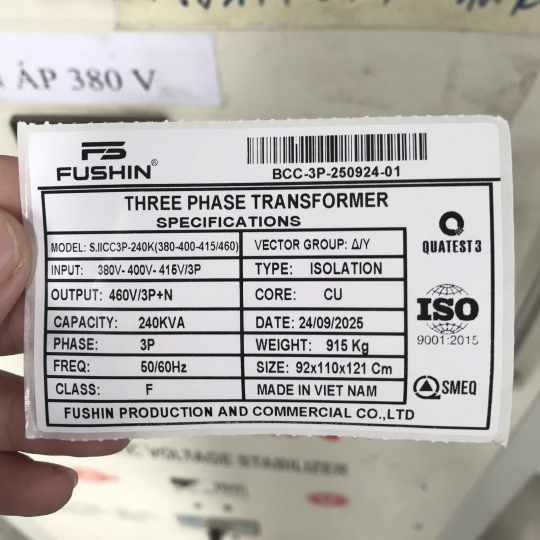 ÁP 380 V
FS
FUSHIN®
BCC-3P-250924-01
THREE PHASE TRANSFORMER
SPECIFICATIONS
MODEL: S.IICC3P-240K(380-400-415/460)
VECTOR GROUP: Δ/Y
INPUT: 380V- 400V- 415V/3P
TYPE: ISOLATION
OUTPUT: 460V/3P+N
CORE: CU
CAPACITY: 240KVA
DATE: 24/09/2025
PHASE: 3P
WEIGHT: 915 Kg
FREQ: 50/60Hz
SIZE: 92x110x121 Cm
CLASS: F
MADE IN VIET NAM
FUSHIN PRODUCTION AND COMMERCIAL CO.,LTD
QUATEST 3
ISO
9001:2015
SMEQ
VOLTAGE STABILIZER